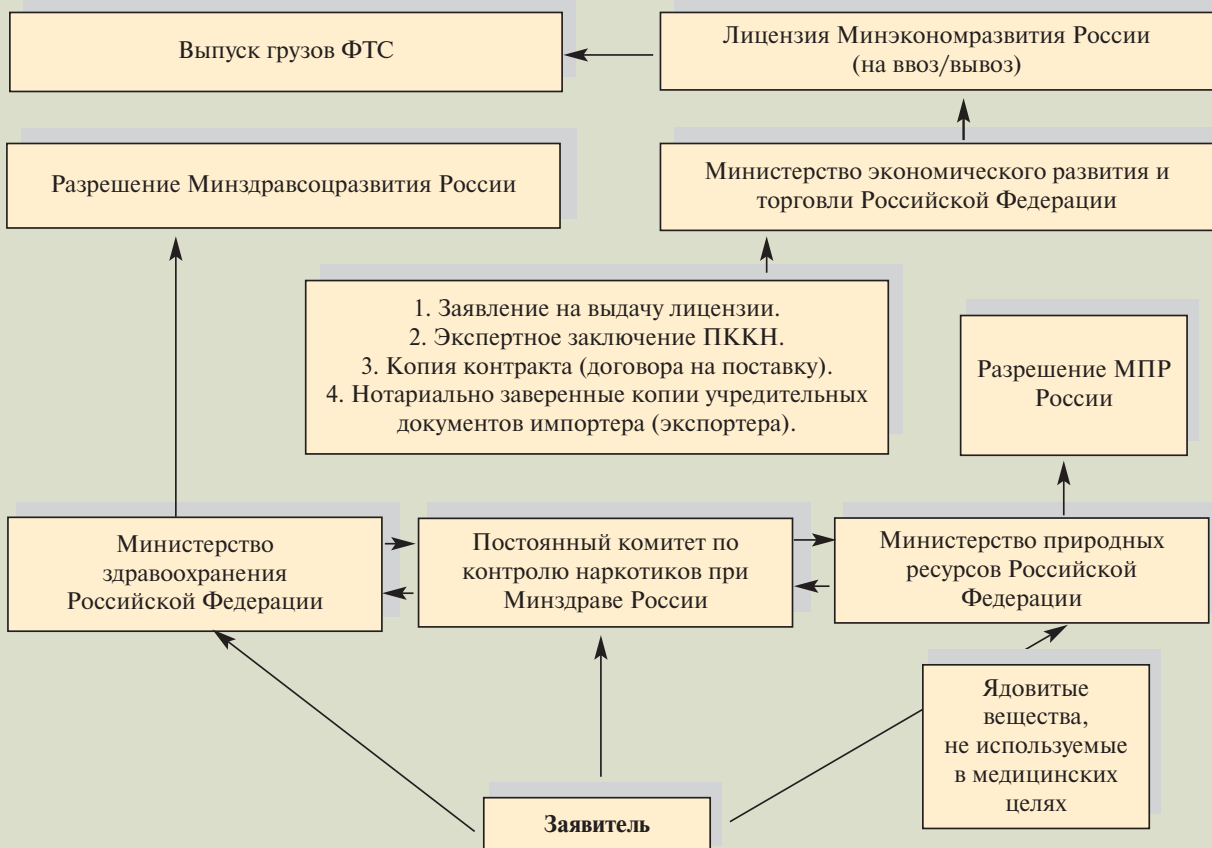 Выпуск грузов ФТС
Лицензия Минэкономразвития России
(на ввоз/вывоз)
Разрешение Минздравсоцразвития России
Министерство экономического развития и
торговли Российской Федерации
1. Заявление на выдачу лицензии.
2. Экспертное заключение ПККН.
3. Копия контракта (договора на поставку).
4. Нотариально заверенные копии учредительных
документов импортера (экспортера).
Разрешение МПР
России
Министерство
здравоохранения
Российской Федерации
Постоянный комитет по
контролю наркотиков при
Минздраве России
Министерство природных
ресурсов Российской
Федерации
Ядовитые
вещества,
не используемые
в медицинских
целях
Заявитель